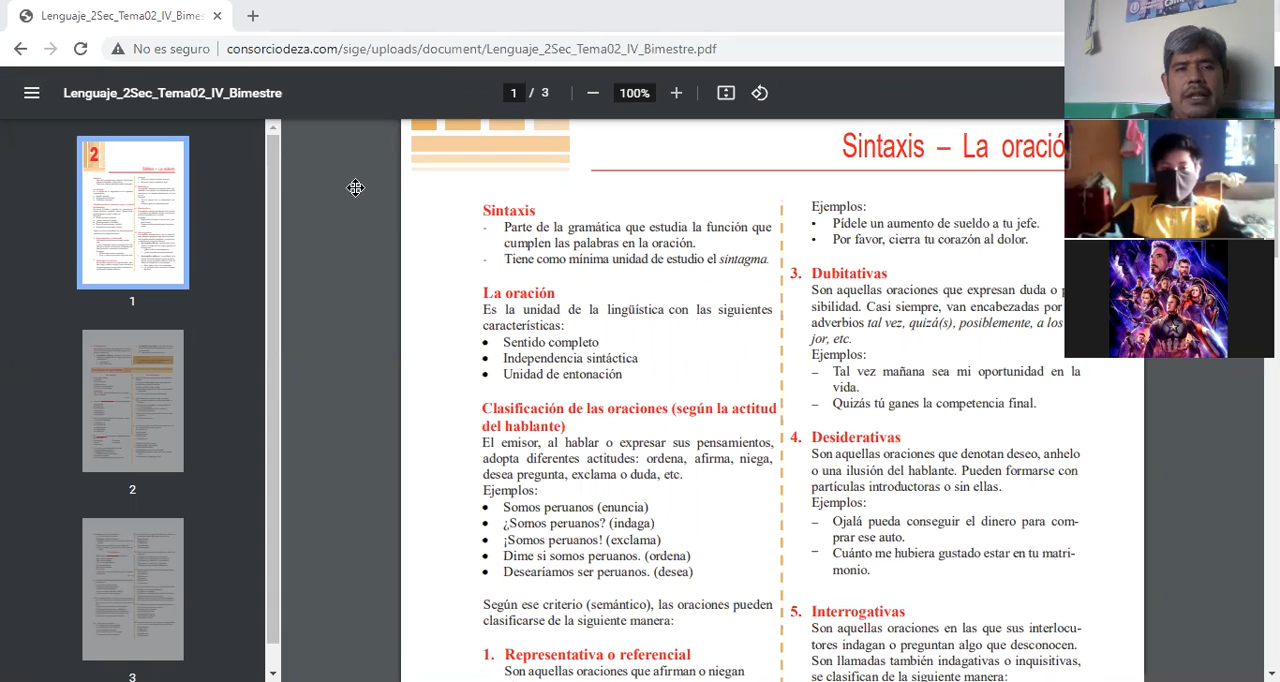 Lenguaje_2Sec_Tema02_IV_Bimes
No es seguro
consorciodeza.com/sige/uploads/document/Lenguaje_2Sec_Tema02_IV_Bimestre.pdf
Lenguaje_2Sec_Tema02_IV_Bimestre
1 / 3
100%
2
1
2
3
Sintaxis – La oració
Sintaxis
- Parte de la gramática que estudia la función que
cumplen las palabras en la oración.
- Tiene como mínima unidad de estudio el sintagma.
La oración
Es la unidad de la lingüística con las siguientes
características:
• Sentido completo
• Independencia sintáctica
• Unidad de entonación
Clasificación de las oraciones (según la actitud
del hablante)
El emisor, al hablar o expresar sus pensamientos,
adopta diferentes actitudes: ordena, afirma, niega,
desea pregunta, exclama o duda, etc.
Ejemplos:
• Somos peruanos (enuncia)
• ¿Somos peruanos? (indaga)
• ¡Somos peruanos! (exclama)
• Dime si somos peruanos. (ordena)
• Desearíamos ser peruanos. (desea)
Según este criterio (semántico), las oraciones pueden
clasificarse de la siguiente manera:
1. Representativa o referencial
Son aquellas oraciones que afirman o niegan
Ejemplos:
• Pídele un aumento de sueldo a tu jefe.
• Por favor, cierra tu corazón al dolor.
3. Dubitativas
Son aquellas oraciones que expresan duda o p
sibilidad. Casi siempre, van encabezadas por
adverbios tal vez, quizá(s), posiblemente, a los
jor, etc.
Ejemplos:
– Tal vez mañana sea mi oportunidad en la
vida.
– Quizás tú ganes la competencia final.
4. Desiderativas
Son aquellas oraciones que denotan deseo, anhelo
o una ilusión del hablante. Pueden formarse con
partículas introductoras o sin ellas.
Ejemplos:
– Ojalá pueda conseguir el dinero para com-
prar ese auto.
– Cuánto me hubiera gustado estar en tu matri-
monio.
5. Interrogativas
Son aquellas oraciones en las que sus interlocu-
tores indagan o preguntan algo que desconocen.
Son llamadas también indagativas o inquisitivas,
se clasifican de la siguiente manera: